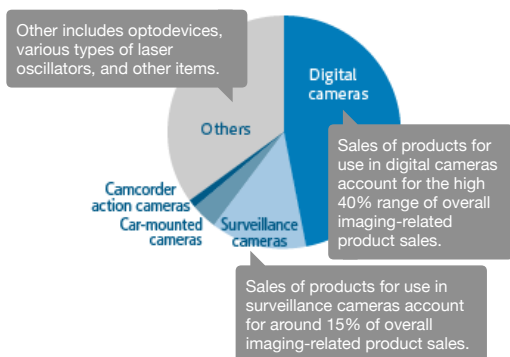 Other includes optodevices,
various types of laser
oscillators, and other items.
Digital
cameras
Others
Sales of products for
use in digital cameras
account for the high
40% range of overall
imaging-related
product sales.
Camcorder
action cameras
Car-mounted
cameras
Surveillance
cameras
Sales of products for use in
surveillance cameras account
for around 15% of overall
imaging-related product sales.